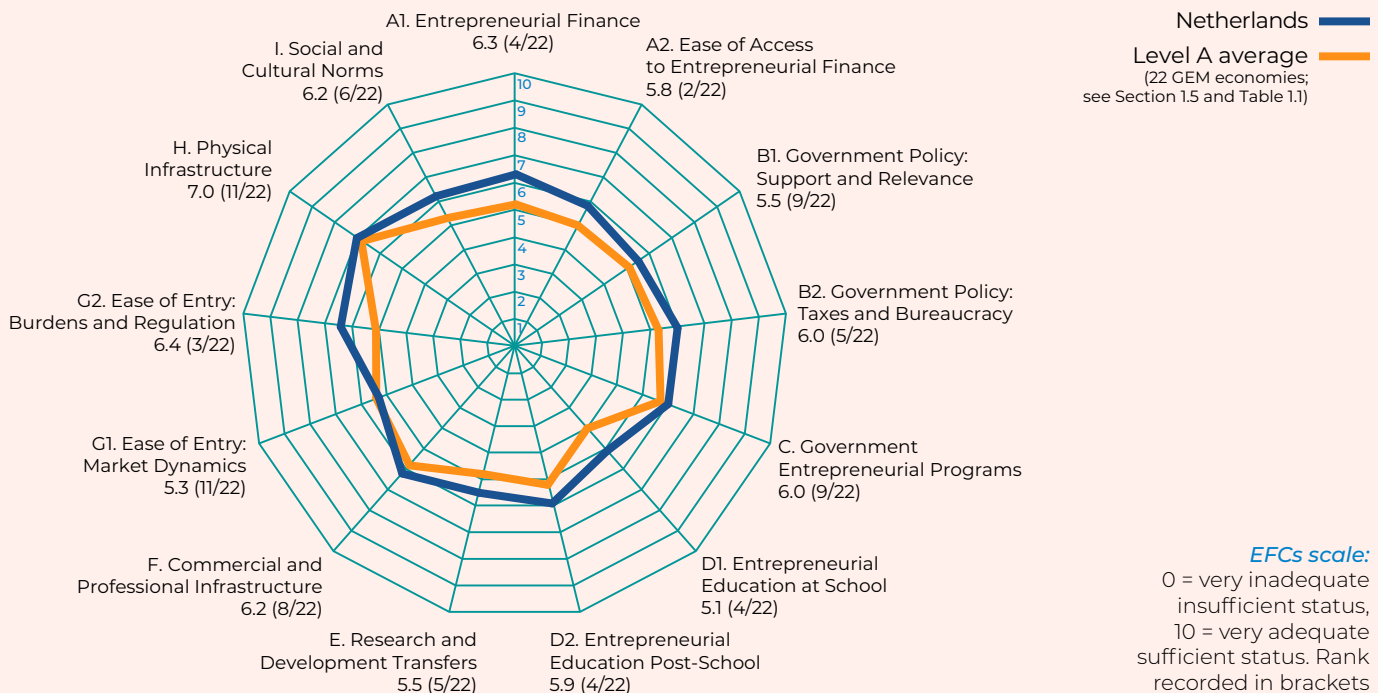 A1. Entrepreneurial Finance
6.3 (4/22)
A2. Ease of Access
to Entrepreneurial Finance
5.8 (2/22)
B1. Government Policy:
Support and Relevance
5.5 (9/22)
B2. Government Policy:
Taxes and Bureaucracy
6.0 (5/22)
C. Government
Entrepreneurial Programs
6.0 (9/22)
D1. Entrepreneurial
Education at School
5.1 (4/22)
D2. Entrepreneurial
Education Post-School
5.9 (4/22)
E. Research and
Development Transfers
5.5 (5/22)
F. Commercial and
Professional Infrastructure
6.2 (8/22)
G1. Ease of Entry:
Market Dynamics
5.3 (11/22)
G2. Ease of Entry:
Burdens and Regulation
6.4 (3/22)
H. Physical
Infrastructure
7.0 (11/22)
I. Social and
Cultural Norms
6.2 (6/22)
10
9
8
7
6
5
4
3
2
1
Netherlands
Level A average
(22 GEM economies;
see Section 1.5 and Table 1.1)
EFCs scale:
0 = very inadequate
insufficient status,
10 = very adequate
sufficient status. Rank
recorded in brackets